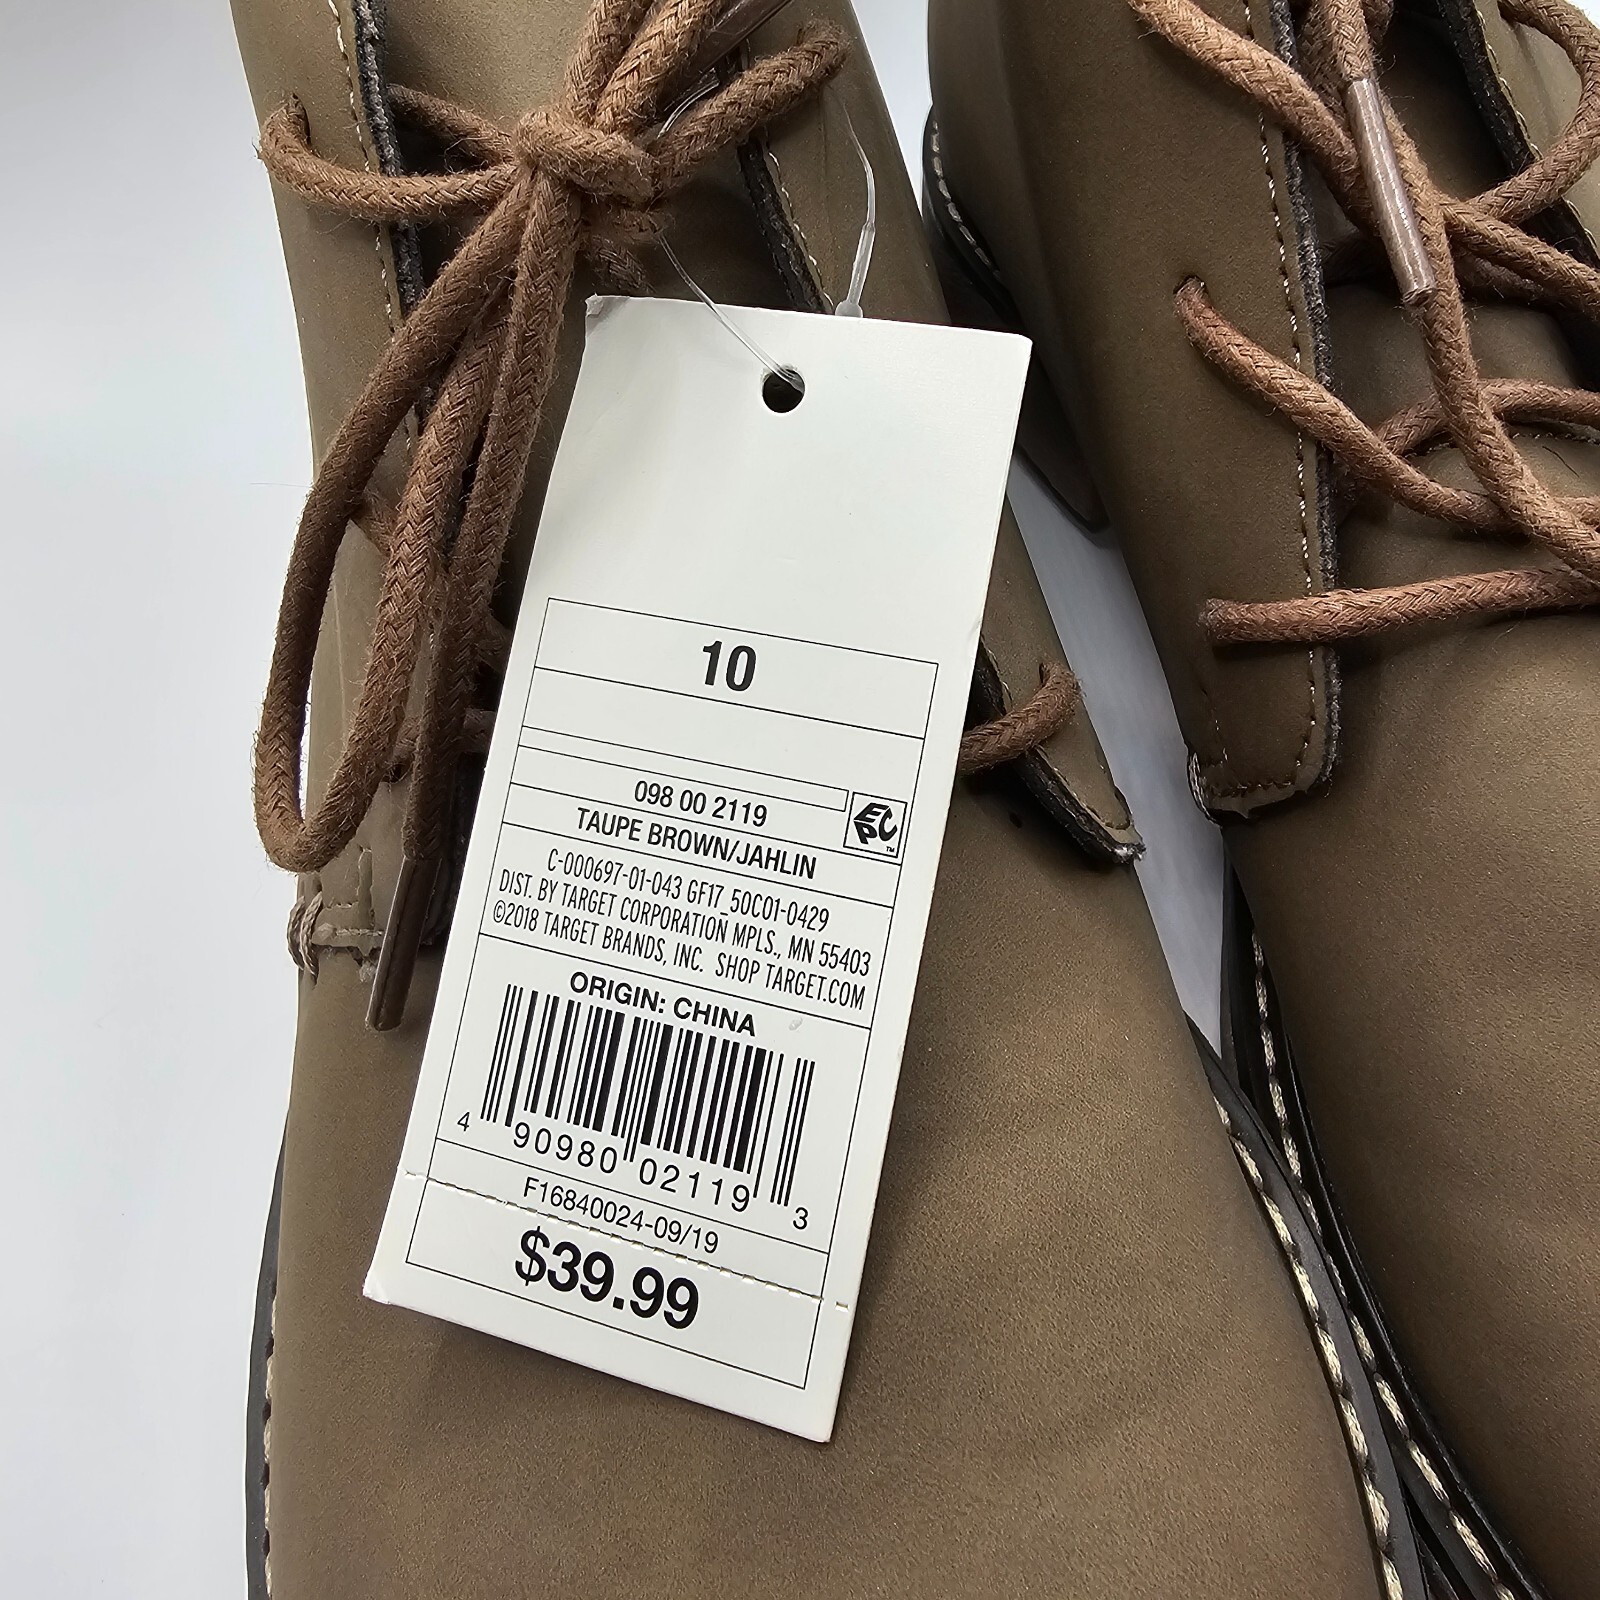 10
098 00 2119
EPC™
TAUPE BROWN/JAHLIN
C-000697-01-043 GF17_50C01-0429
DIST. BY TARGET CORPORATION MPLS., MN 55403
©2018 TARGET BRANDS, INC. SHOP TARGET.COM
ORIGIN: CHINA
4 90980 02119 3
F16840024-09/19
$39.99